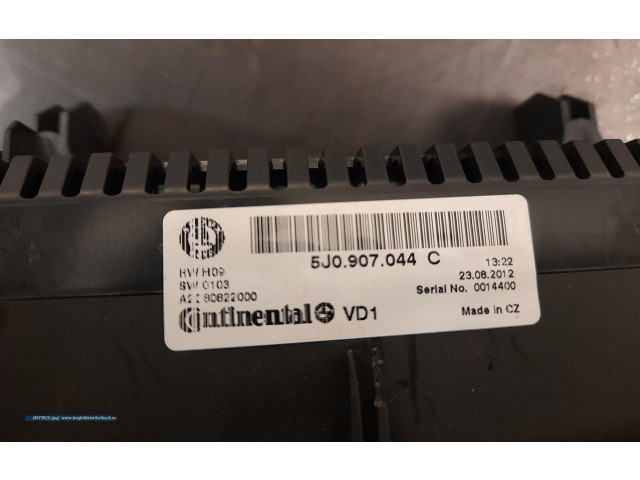 5J0.907.044 C
13:22
23.08.2012
HW H09
SW 0103
Serial No. 0014400
Continental VD1
Made in CZ